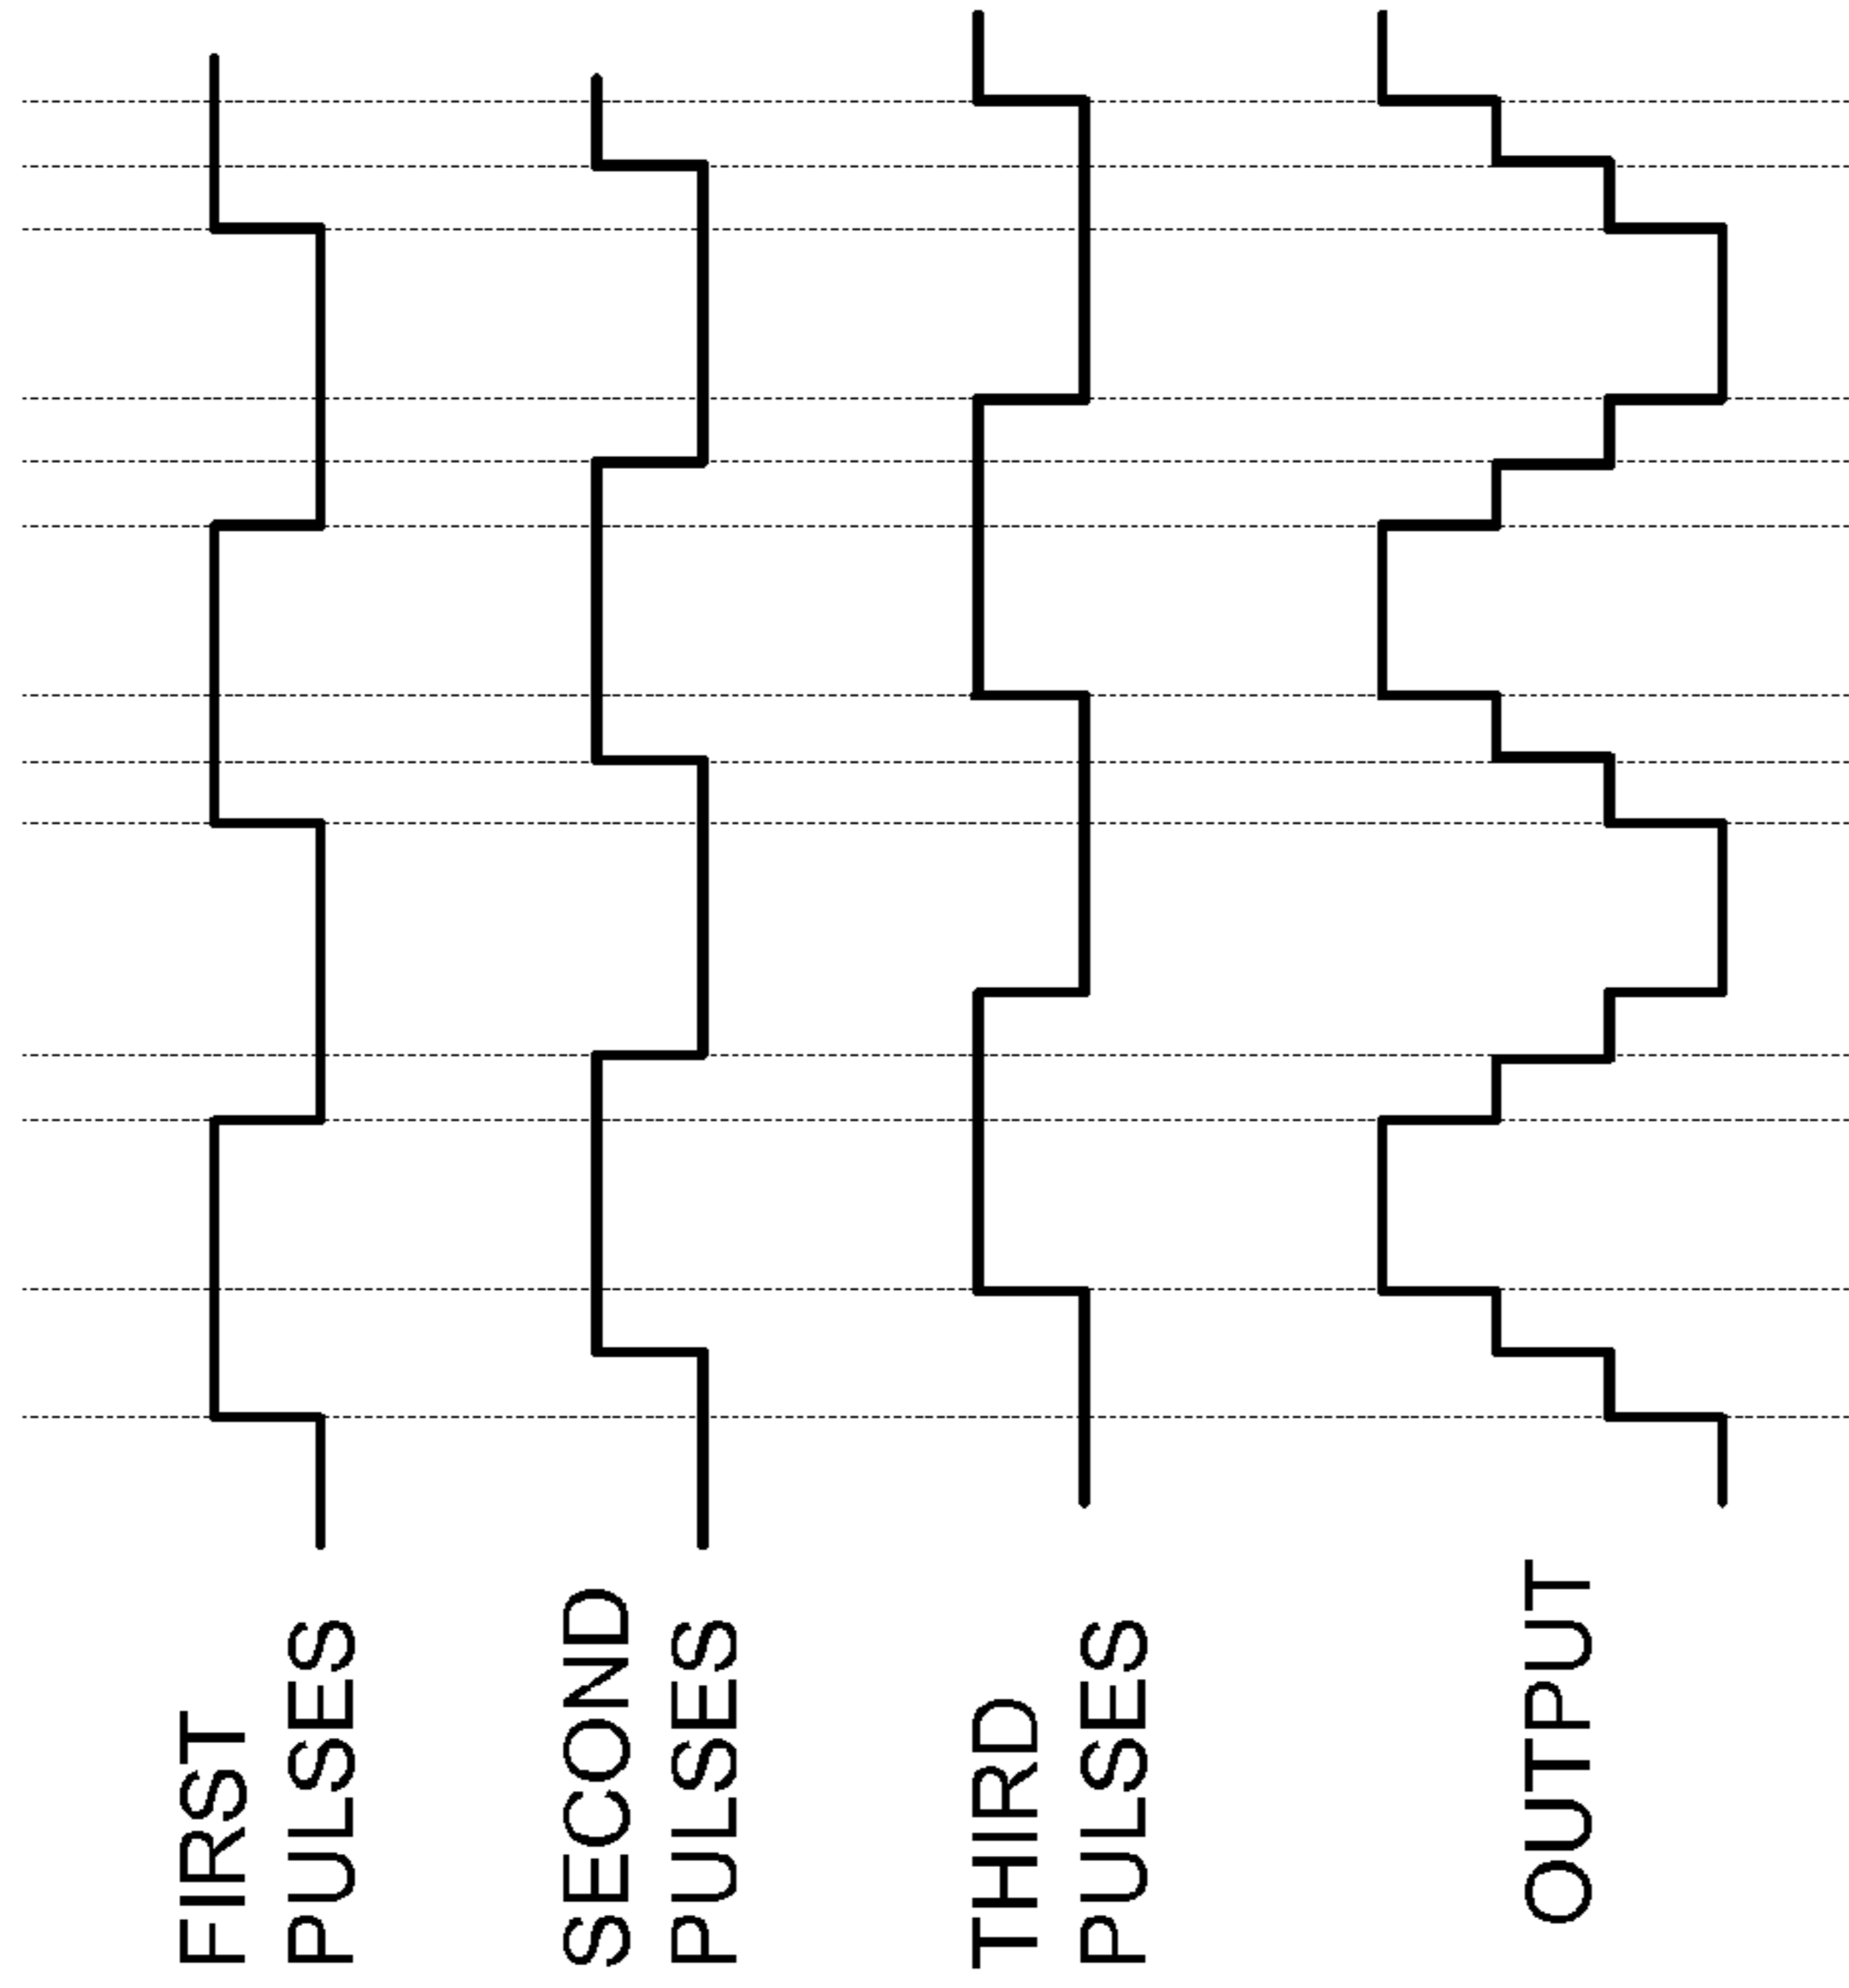 FIRST
PULSES
SECOND
PULSES
THIRD
PULSES
OUTPUT